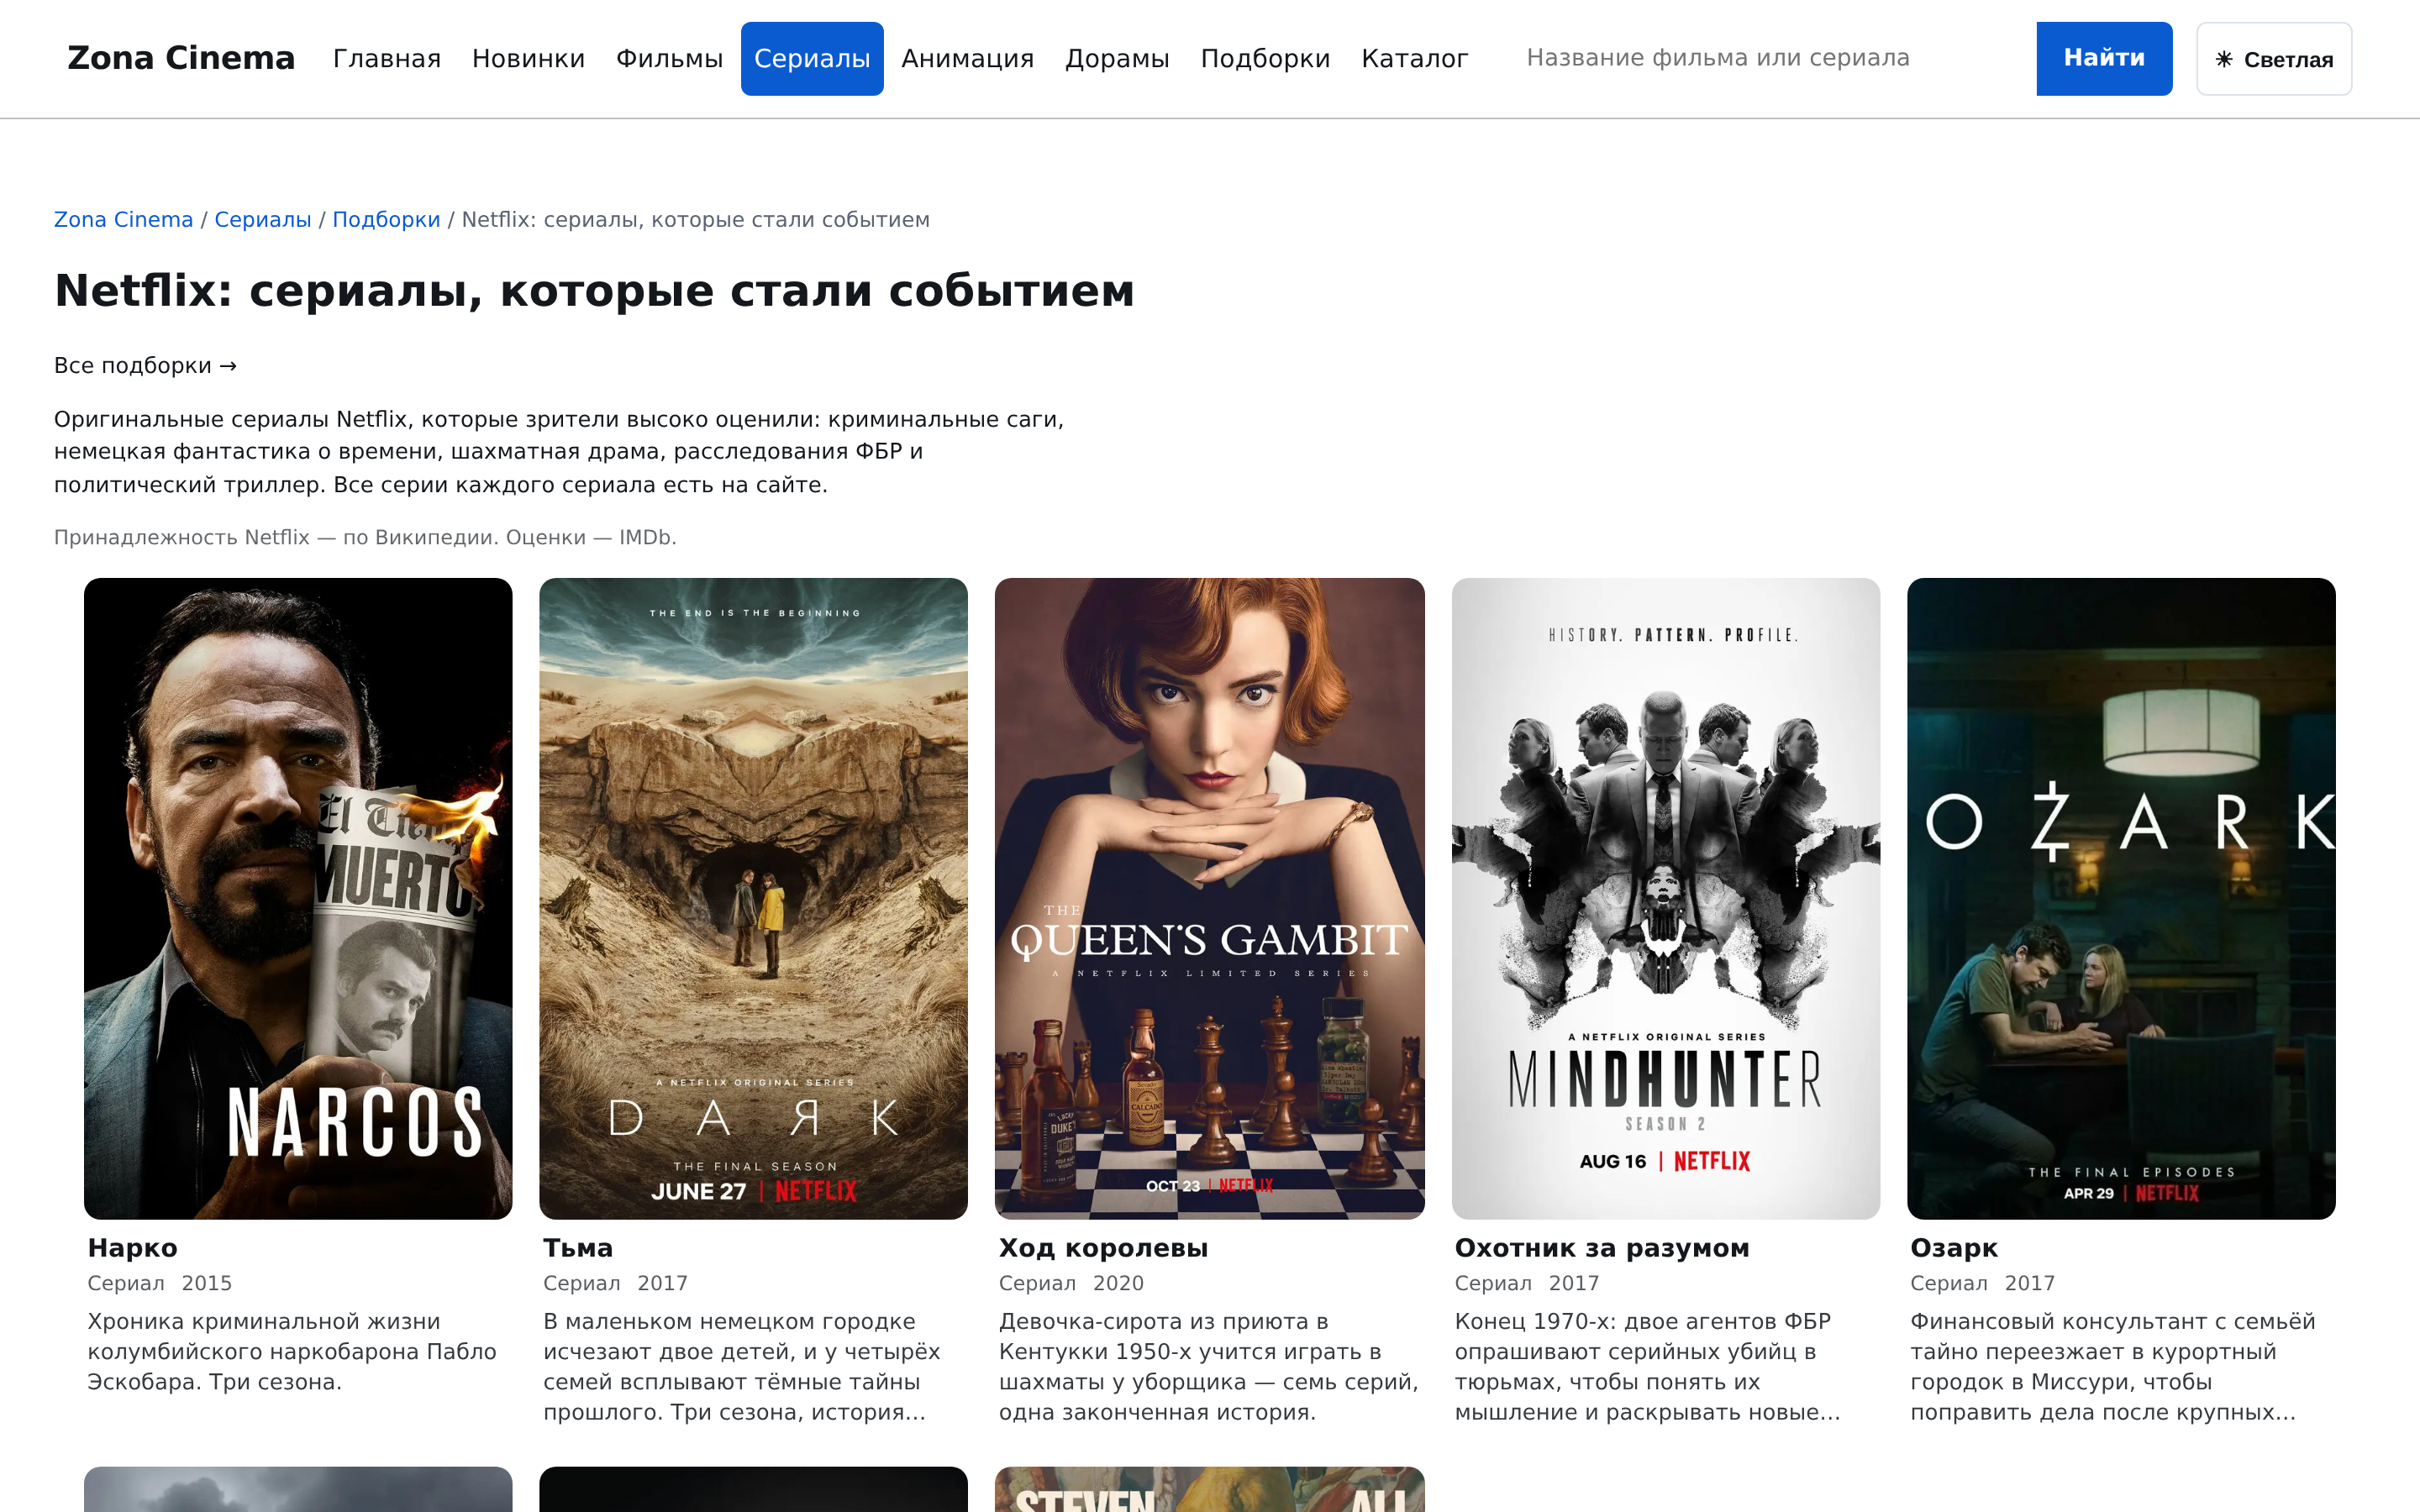 Zona Cinema Главная Новинки Фильмы Сериалы Анимация Дорамы Подборки Каталог Название фильма или сериала Найти ☀ Светлая
Zona Cinema / Сериалы / Подборки / Netflix: сериалы, которые стали событием
Netflix: сериалы, которые стали событием
Все подборки →
Оригинальные сериалы Netflix, которые зрители высоко оценили: криминальные саги,
немецкая фантастика о времени, шахматная драма, расследования ФБР и
политический триллер. Все серии каждого сериала есть на сайте.
Принадлежность Netflix — по Википедии. Оценки — IMDb.
El
MUERTO
NARCOS
THE END IS THE BEGINNING
A NETFLIX ORIGINAL SERIES
DAЯK
THE FINAL SEASON
JUNE 27 | NETFLIX
THE
QUEEN'S GAMBIT
A NETFLIX LIMITED SERIES
OCT 23 | NETFLIX
HISTORY. PATTERN. PROFILE.
A NETFLIX ORIGINAL SERIES
MINDHUNTER
SEASON 2
AUG 16 | NETFLIX
OZARK
THE FINAL EPISODES
APR 29 | NETFLIX
Нарко
Сериал 2015
Хроника криминальной жизни
колумбийского наркобарона Пабло
Эскобара. Три сезона.
Тьма
Сериал 2017
В маленьком немецком городке
исчезают двое детей, и у четырёх
семей всплывают тёмные тайны
прошлого. Три сезона, история…
Ход королевы
Сериал 2020
Девочка-сирота из приюта в
Кентукки 1950-х учится играть в
шахматы у уборщика — семь серий,
одна законченная история.
Охотник за разумом
Сериал 2017
Конец 1970-х: двое агентов ФБР
опрашивают серийных убийц в
тюрьмах, чтобы понять их
мышление и раскрывать новые…
Озарк
Сериал 2017
Финансовый консультант с семьёй
тайно переезжает в курортный
городок в Миссури, чтобы
поправить дела после крупных…
STEVEN
ALI